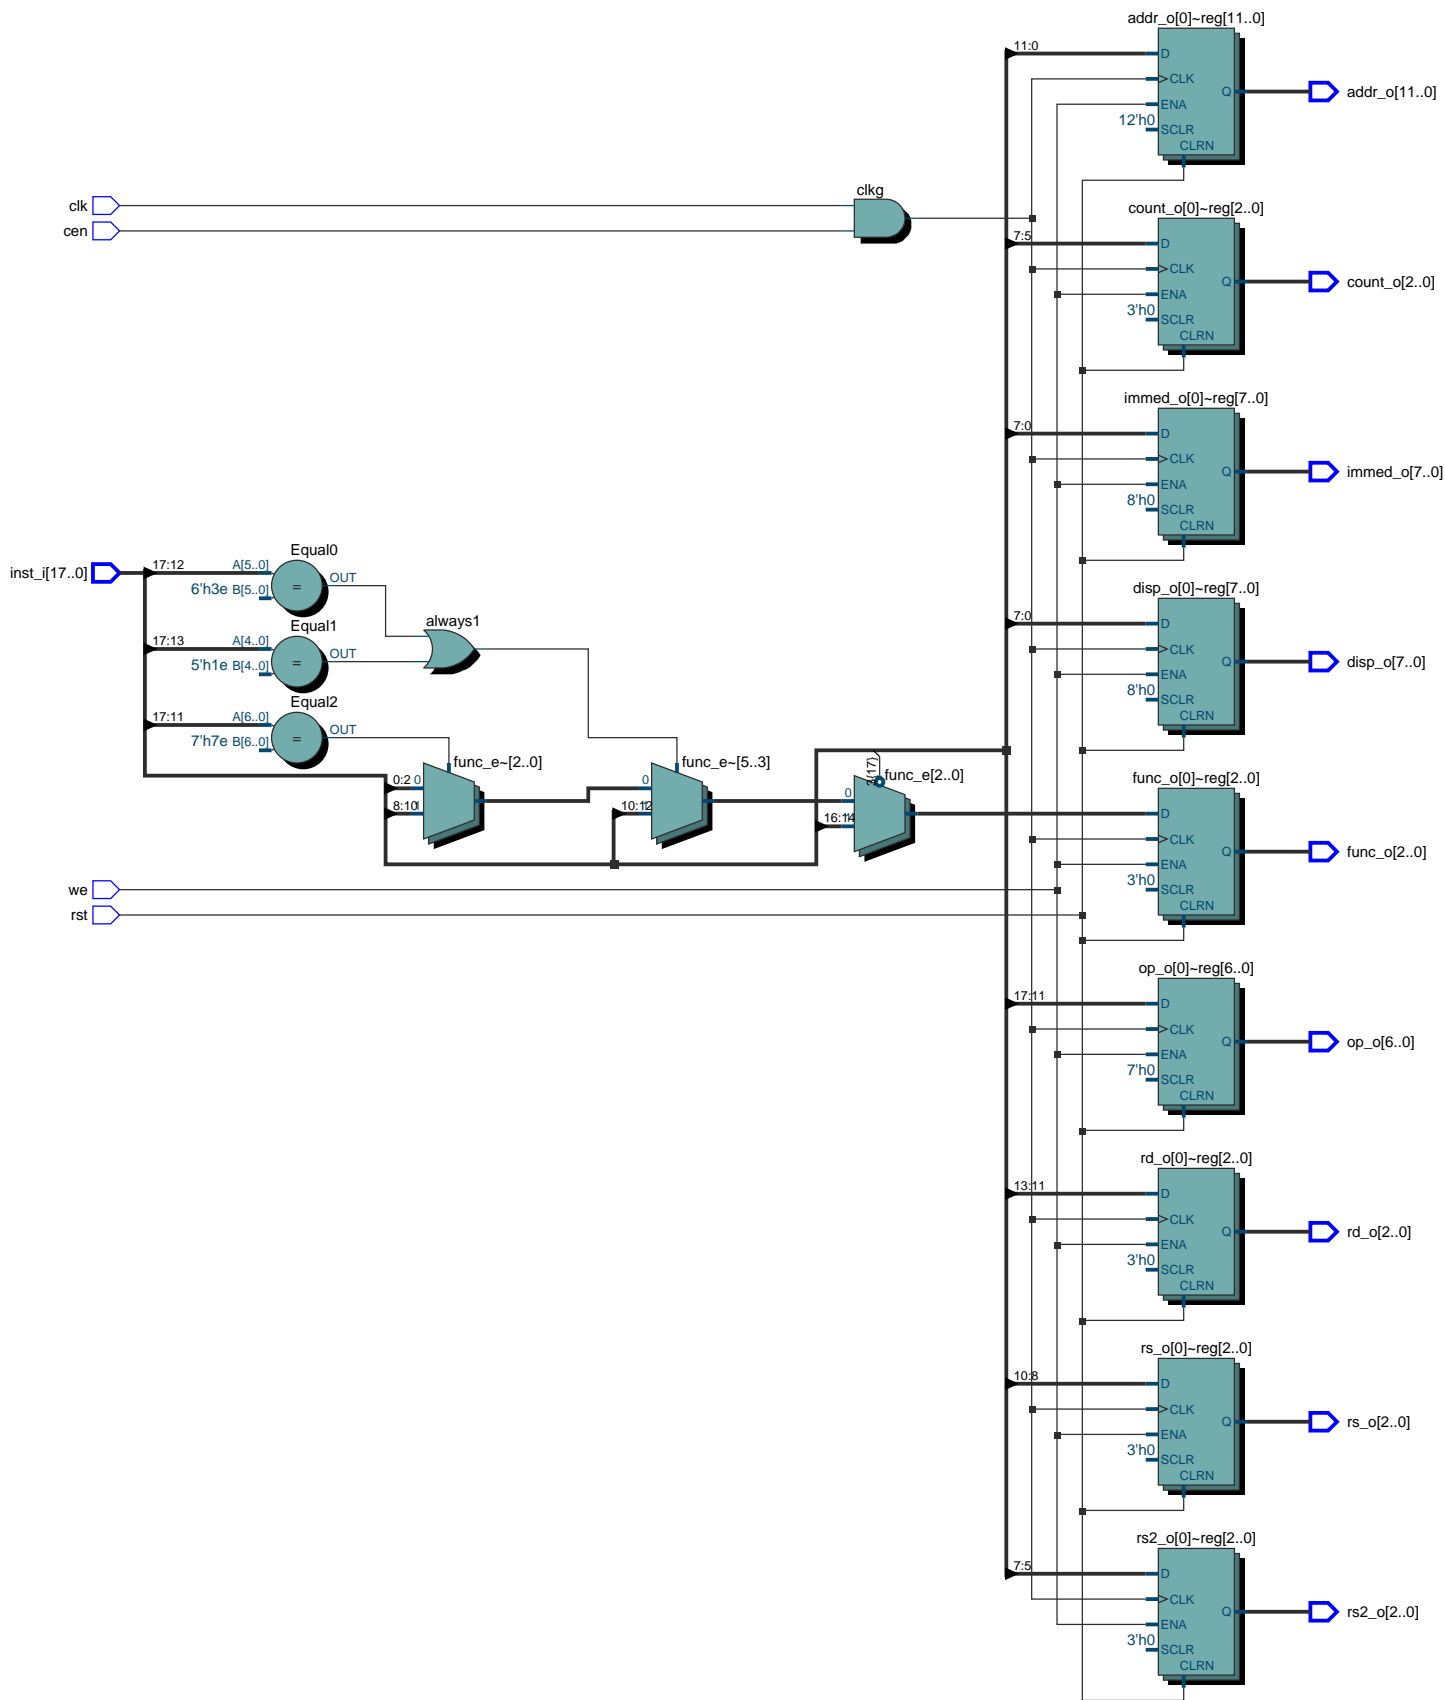 addr_o[0]~reg[11..0]
11:0
D
CLK
ENA
12'h0
SCLR
CLRN
Q
addr_o[11..0]
clk
cen
clkg
count_o[0]~reg[2..0]
7:5
D
CLK
ENA
3'h0
SCLR
CLRN
Q
count_o[2..0]
immed_o[0]~reg[7..0]
7:0
D
CLK
ENA
8'h0
SCLR
CLRN
Q
immed_o[7..0]
inst_i[17..0]
17:12
Equal0
A[5..0]
6'h3e B[5..0]
=
OUT
17:13
Equal1
A[4..0]
5'h1e B[4..0]
=
OUT
always1
17:11
Equal2
A[6..0]
7'h7e B[6..0]
=
OUT
func_e~[2..0]
0:2 0
8:10 1
func_e~[5..3]
0
10:12
func_e[2..0]
3{17}
0
16:14
disp_o[0]~reg[7..0]
7:0
D
CLK
ENA
8'h0
SCLR
CLRN
Q
disp_o[7..0]
func_o[0]~reg[2..0]
D
CLK
ENA
3'h0
SCLR
CLRN
Q
func_o[2..0]
we
rst
op_o[0]~reg[6..0]
17:11
D
CLK
ENA
7'h0
SCLR
CLRN
Q
op_o[6..0]
rd_o[0]~reg[2..0]
13:11
D
CLK
ENA
3'h0
SCLR
CLRN
Q
rd_o[2..0]
rs_o[0]~reg[2..0]
10:8
D
CLK
ENA
3'h0
SCLR
CLRN
Q
rs_o[2..0]
rs2_o[0]~reg[2..0]
7:5
D
CLK
ENA
3'h0
SCLR
CLRN
Q
rs2_o[2..0]